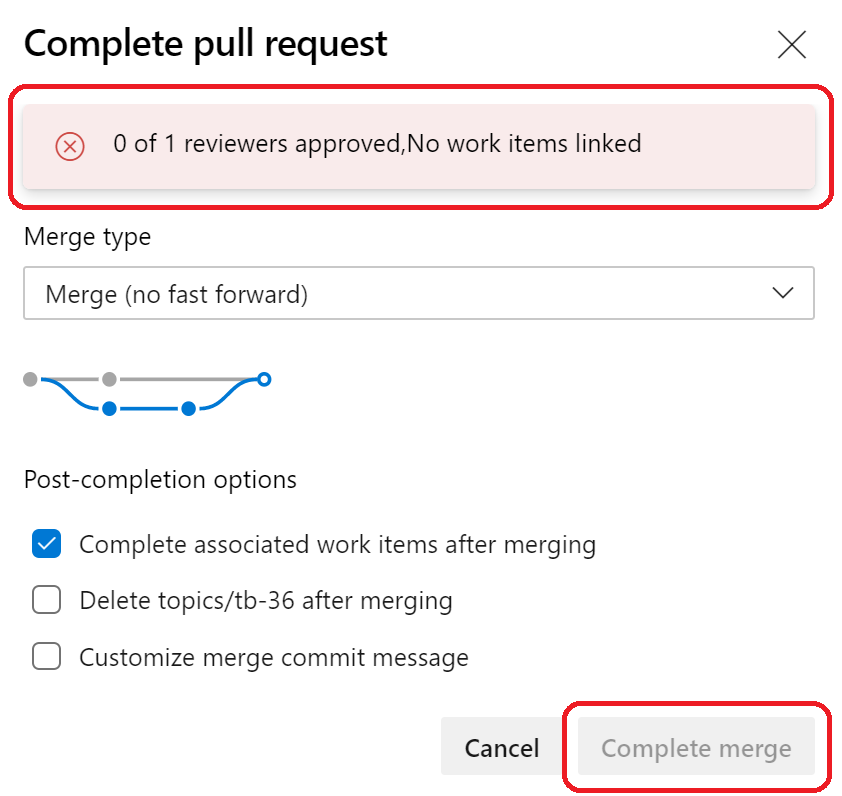 Complete pull request
0 of 1 reviewers approved,No work items linked
Merge type
Merge (no fast forward)
Post-completion options
Complete associated work items after merging
Delete topics/tb-36 after merging
Customize merge commit message
Cancel
Complete merge